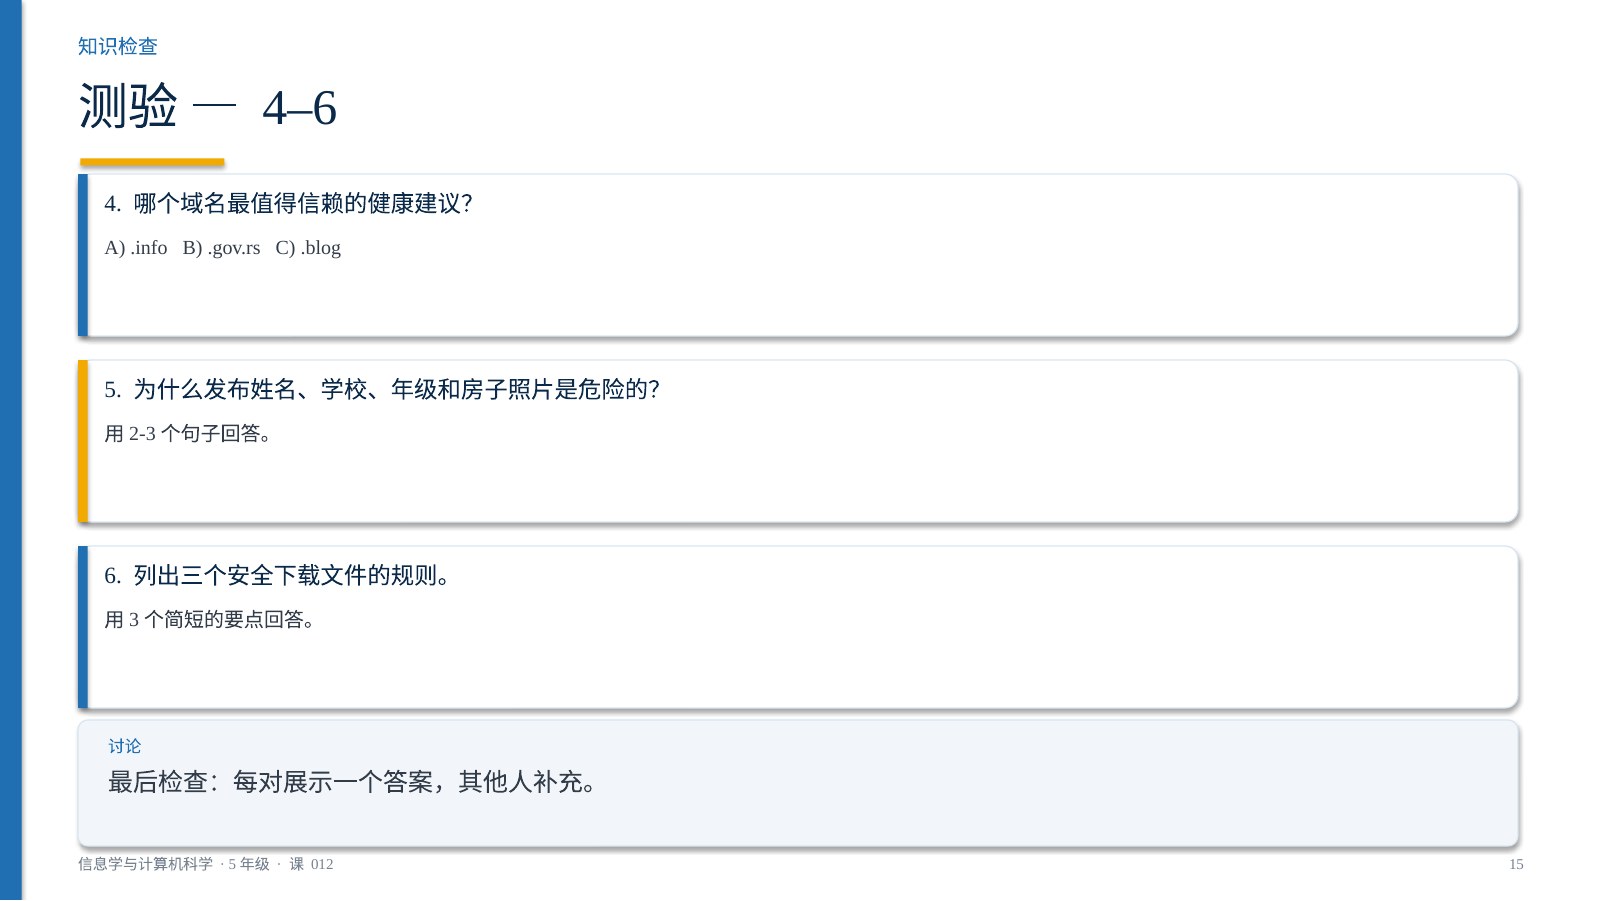 知识检查
测验 — 4–6
4. 哪个域名最值得信赖的健康建议？
A) .info B) .gov.rs C) .blog
5. 为什么发布姓名、学校、年级和房子照片是危险的？
用 2-3 个句子回答。
6. 列出三个安全下载文件的规则。
用 3 个简短的要点回答。
讨论
最后检查：每对展示一个答案，其他人补充。
信息学与计算机科学 · 5 年级 · 课 012
15